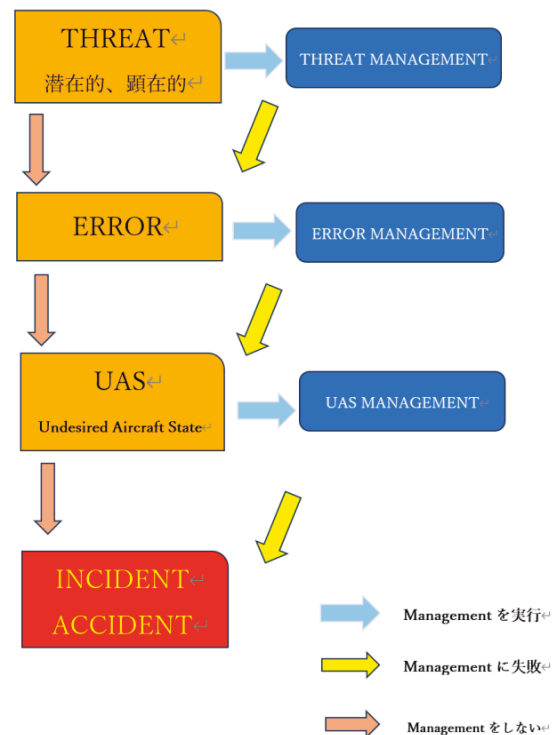 THREAT↵
潜在的、顕在的↵
THREAT MANAGEMENT↵
ERROR↵
ERROR MANAGEMENT↵
UAS↵
Undesired Aircraft State↵
UAS MANAGEMENT↵
INCIDENT↵
ACCIDENT↵
Management を実行↵
Management に失敗↵
Management をしない↵